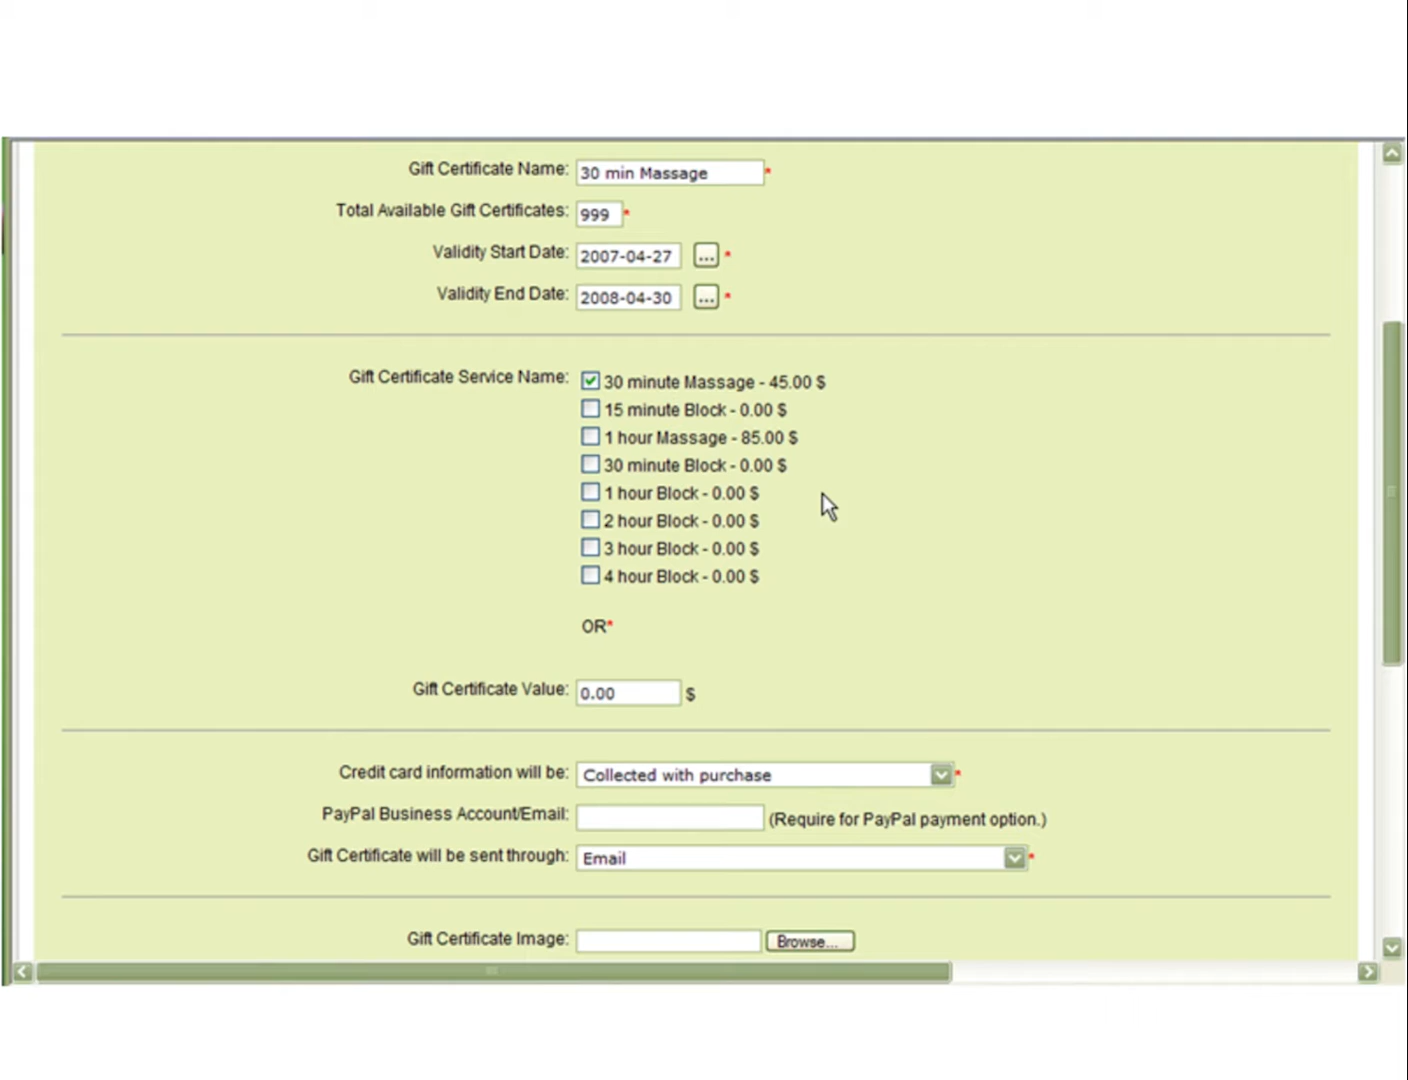 Gift Certificate Name: 30 min Massage *
Total Available Gift Certificates: 999 *
Validity Start Date: 2007-04-27 ... *
Validity End Date: 2008-04-30 ... *
Gift Certificate Service Name: 30 minute Massage - 45.00 $
15 minute Block - 0.00 $
1 hour Massage - 85.00 $
30 minute Block - 0.00 $
1 hour Block - 0.00 $
2 hour Block - 0.00 $
3 hour Block - 0.00 $
4 hour Block - 0.00 $
OR*
Gift Certificate Value: 0.00 $
Credit card information will be: Collected with purchase *
PayPal Business Account/Email: (Require for PayPal payment option.)
Gift Certificate will be sent through: Email *
Gift Certificate Image: Browse...